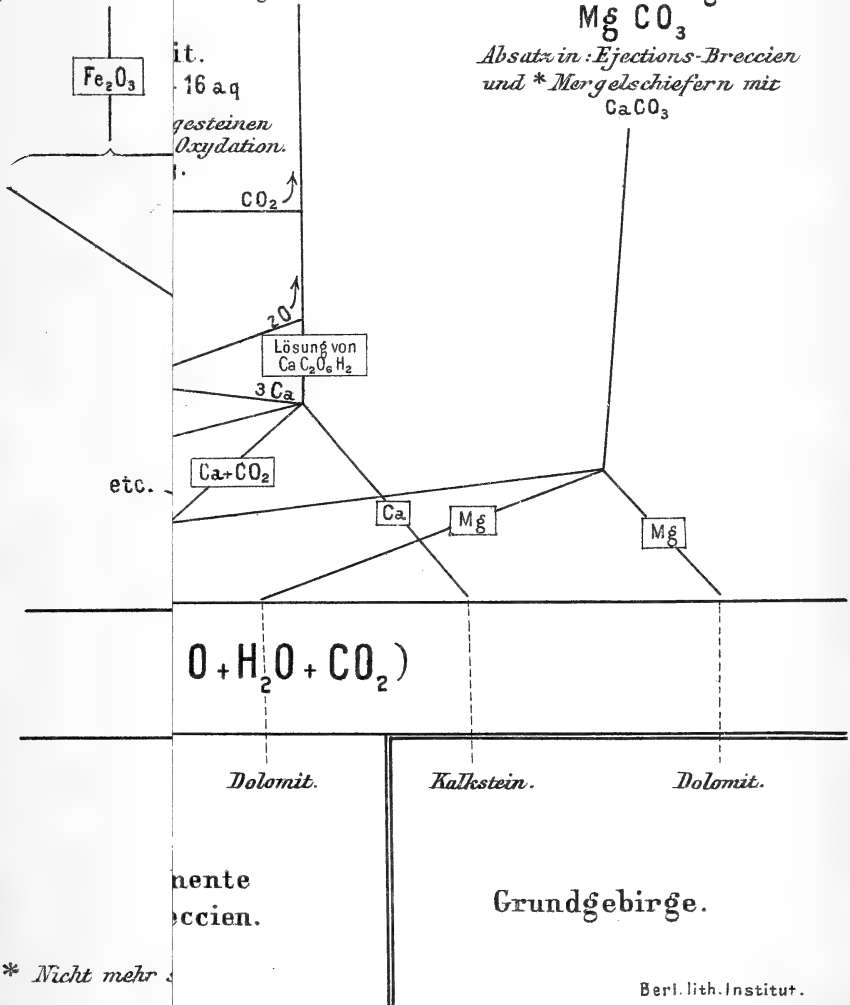 Mg CO₃
Absatz in: Ejections-Breccien
und * Mergelschiefern mit
CaCO₃
Fe₂O₃
it.
16 aq
gesteinen
Oxydation.
CO₂
2O
Lösung von
Ca C₂O₆ H₂
3 Ca
Ca+CO₂
etc.
Ca
Mg
Mg
O + H₂O + CO₂)
Dolomit.
Kalkstein.
Dolomit.
mente
eccien.
Grundgebirge.
* Nicht mehr
Berl. lith. Institut.